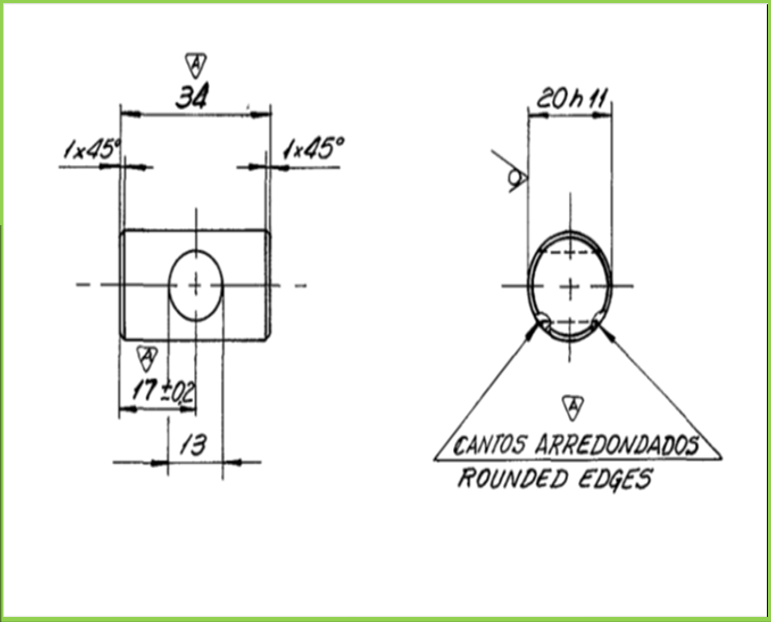 A
34
20h11
1x45°
1x45°
A
17±0,2
13
A
CANTOS ARREDONDADOS
ROUNDED EDGES